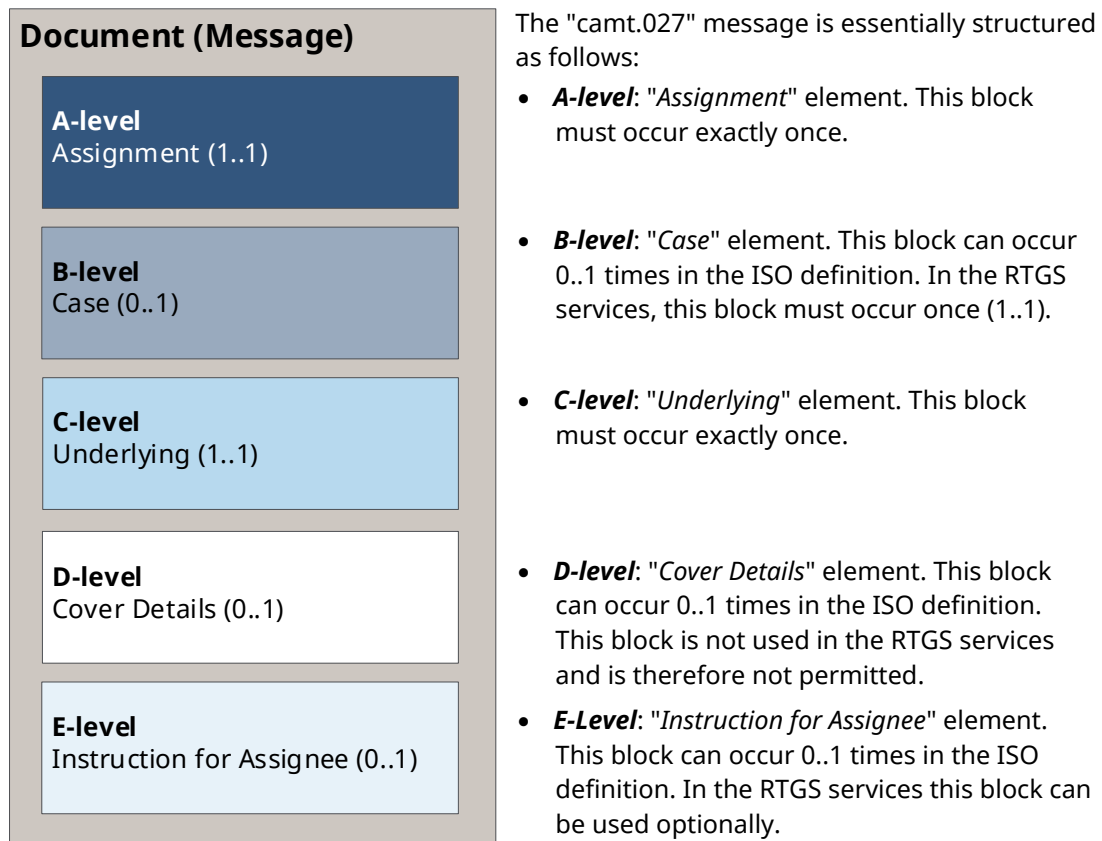 Document (Message)
A-level
Assignment (1..1)
B-level
Case (0..1)
C-level
Underlying (1..1)
D-level
Cover Details (0..1)
E-level
Instruction for Assignee (0..1)
The "camt.027" message is essentially structured
as follows:
• A-level: "Assignment" element. This block
must occur exactly once.
• B-level: "Case" element. This block can occur
0..1 times in the ISO definition. In the RTGS
services, this block must occur once (1..1).
• C-level: "Underlying" element. This block
must occur exactly once.
• D-level: "Cover Details" element. This block
can occur 0..1 times in the ISO definition.
This block is not used in the RTGS services
and is therefore not permitted.
• E-Level: "Instruction for Assignee" element.
This block can occur 0..1 times in the ISO
definition. In the RTGS services this block can
be used optionally.